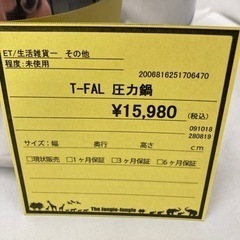 ET/生活雑貨一 その他
程度:未使用
2006816251706470
T-FAL 圧力鍋
¥15,980 (税込)
091018
280819
サイズ:幅 奥行 高さ cm
□現状販売 □1ヶ月保証 □3ヶ月保証 □6ヶ月保証
The Jungle-Jungle